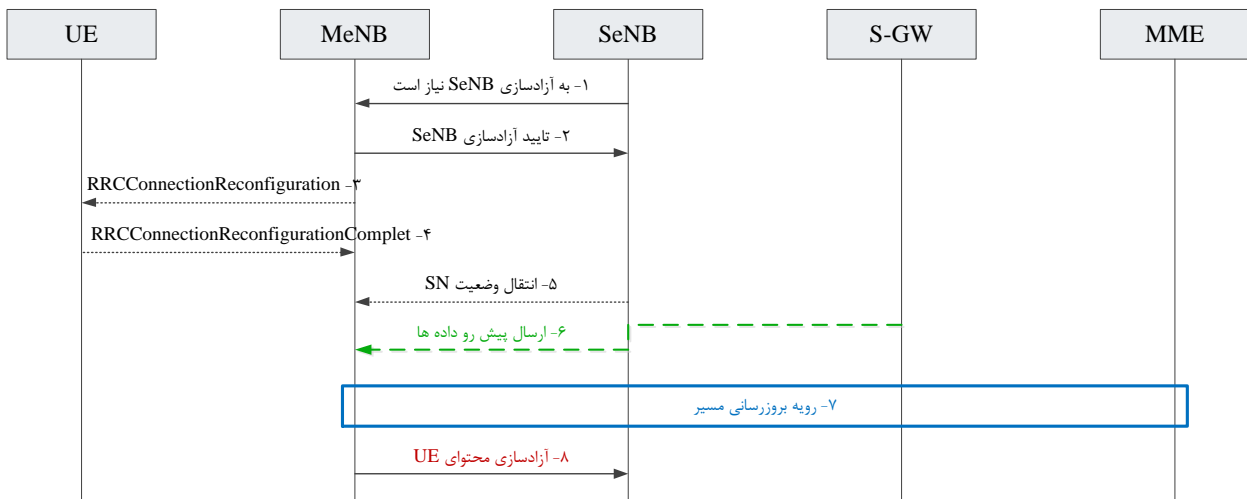 UE
MeNB
SeNB
S-GW
MME
۱- به آزادسازی SeNB نیاز است
۲- تایید آزادسازی SeNB
۳- RRCConnectionReconfiguration
۴- RRCConnectionReconfigurationComplet
۵- انتقال وضعیت SN
۶- ارسال پیش رو داده ها
۷- رویه بروزرسانی مسیر
۸- آزادسازی محتوای UE